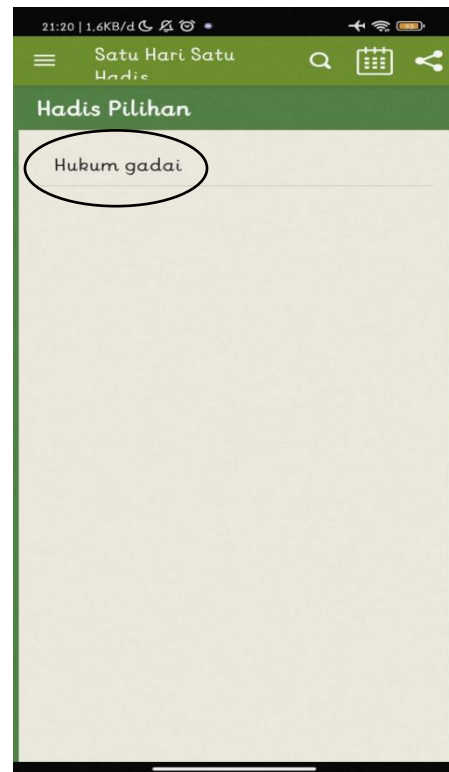 21:20 | 1,6KB/d
Satu Hari Satu
Hadis
Hadis Pilihan
Hukum gadai